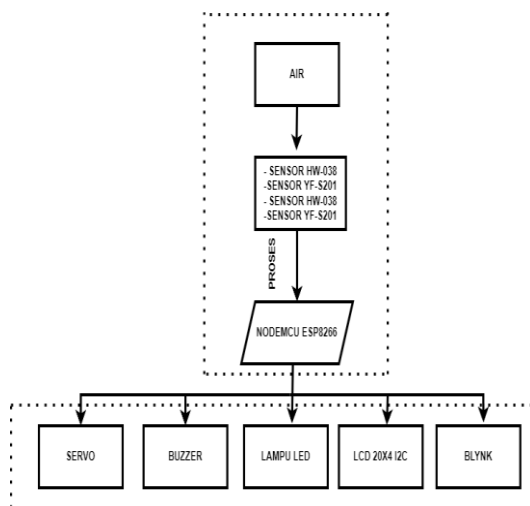 AIR
- SENSOR HW-038
-SENSOR YF-S201
- SENSOR HW-038
-SENSOR YF-S201
PROSES
NODEMCU ESP8266
SERVO
BUZZER
LAMPU LED
LCD 20X4 I2C
BLYNK